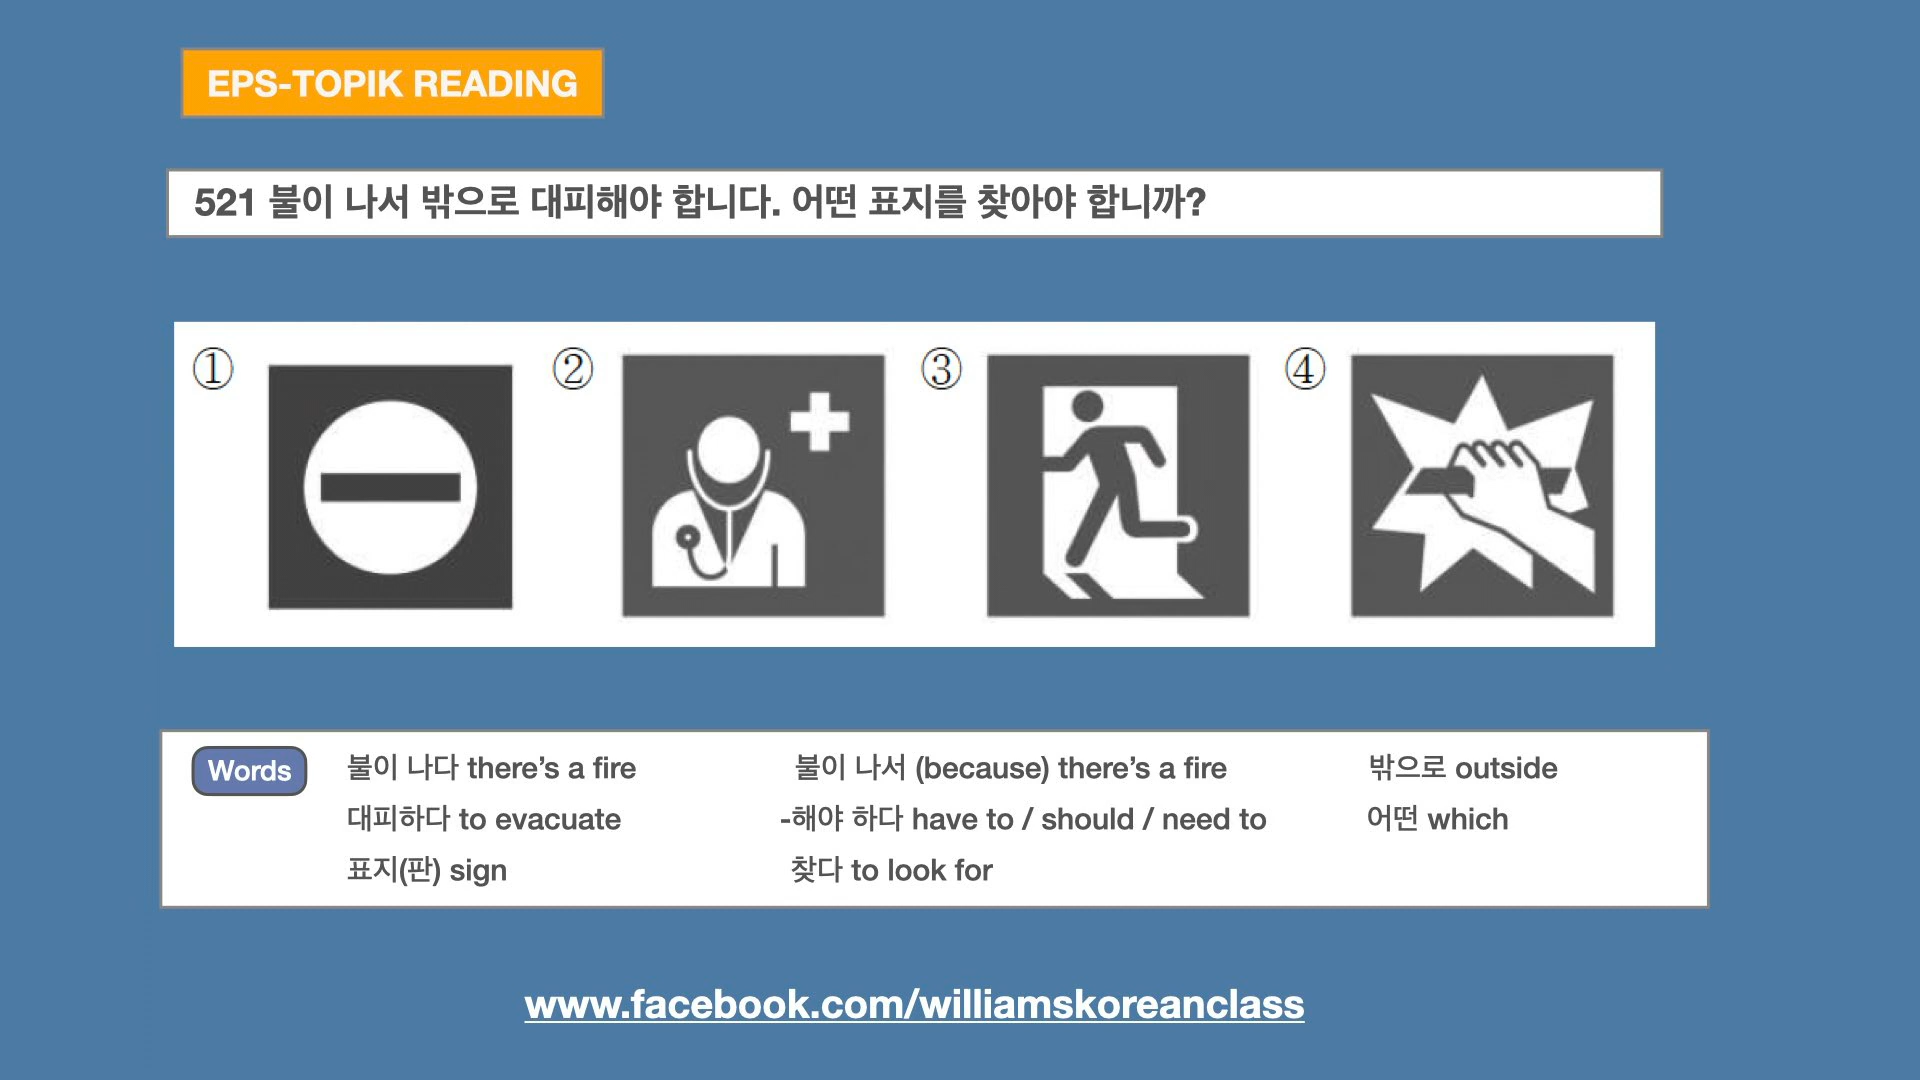 EPS-TOPIK READING
521 불이 나서 밖으로 대피해야 합니다. 어떤 표지를 찾아야 합니까?
① ② ③ ④
Words 불이 나다 there’s a fire 불이 나서 (because) there’s a fire 밖으로 outside
대피하다 to evacuate -해야 하다 have to / should / need to 어떤 which
표지(판) sign 찾다 to look for
www.facebook.com/williamskoreanclass